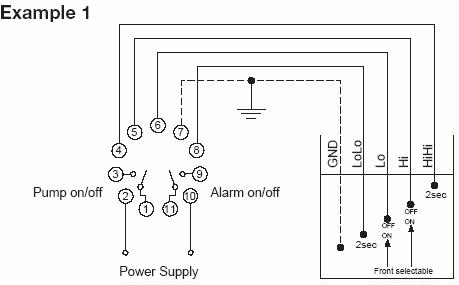 Example 1
6
5
7
4
8
3
9
Pump on/off
Alarm on/off
2
10
1
11
Power Supply
GND
LoLo
Lo
Hi
HiHi
2sec
OFF
ON
OFF
ON
2sec
Front selectable